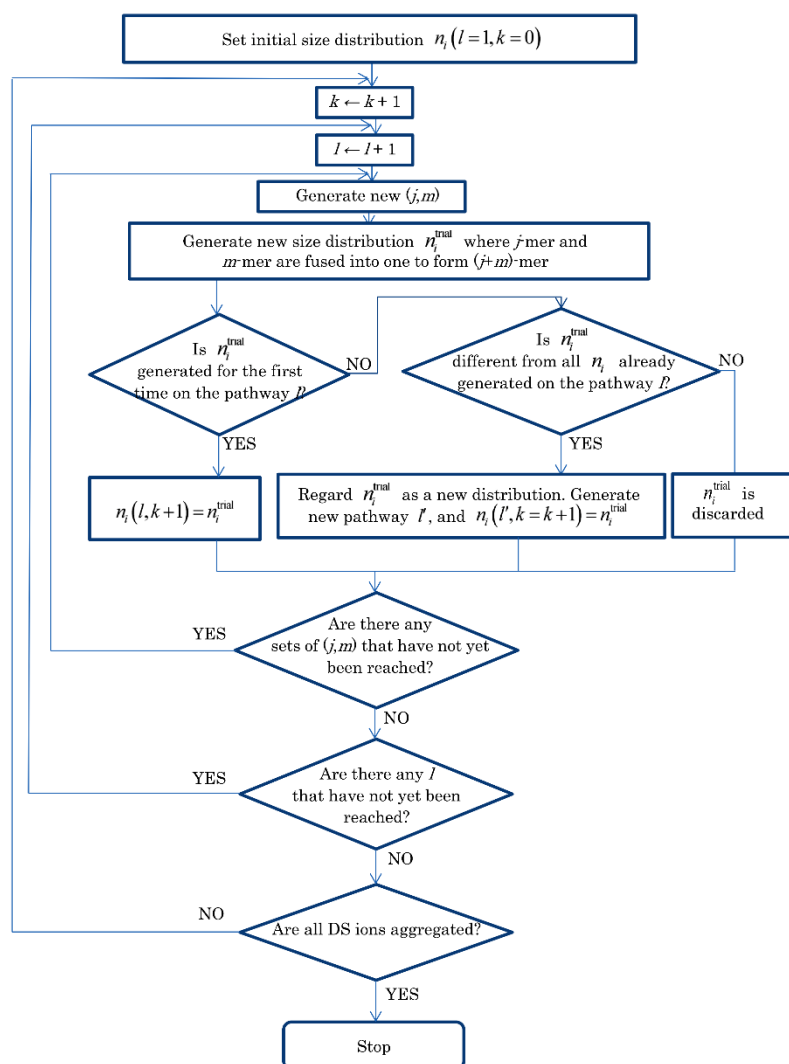 Set initial size distribution n_i(l=1,k=0)
k ← k+1
l ← l+1
Generate new (j,m)
Generate new size distribution n_i^trial where j-mer and
m-mer are fused into one to form (j+m)-mer
Is n_i^trial
generated for the first
time on the pathway l?
NO
YES
Is n_i^trial
different from all n_i already
generated on the pathway l?
NO
YES
n_i(l,k+1)=n_i^trial
Regard n_i^trial as a new distribution. Generate
new pathway l', and n_i(l',k=k+1)=n_i^trial
n_i^trial is
discarded
Are there any
sets of (j,m) that have not yet
been reached?
YES
NO
Are there any l
that have not yet been
reached?
YES
NO
Are all DS ions aggregated?
NO
YES
Stop